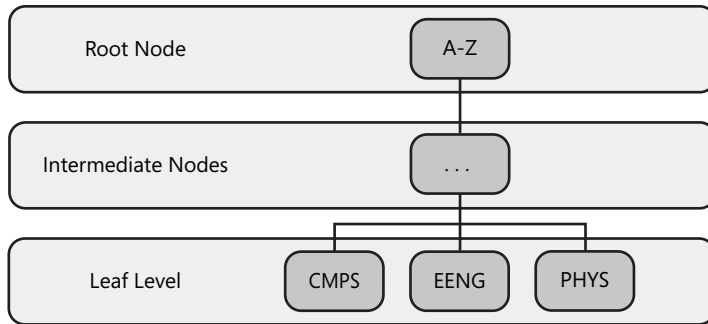 Root Node
A-Z
Intermediate Nodes
. . .
Leaf Level
CMPS
EENG
PHYS